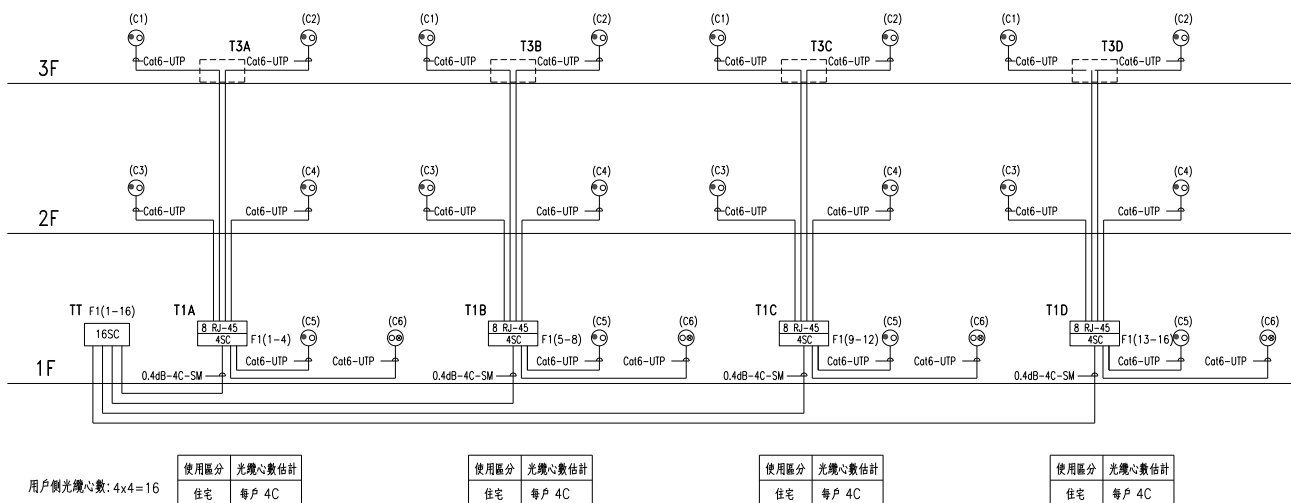 (C1) (C2) (C1) (C2) (C1) (C2) (C1) (C2)
T3A T3B T3C T3D
3F Cat6-UTP Cat6-UTP Cat6-UTP Cat6-UTP Cat6-UTP Cat6-UTP Cat6-UTP Cat6-UTP
(C3) (C4) (C3) (C4) (C3) (C4) (C3) (C4)
2F Cat6-UTP Cat6-UTP Cat6-UTP Cat6-UTP Cat6-UTP Cat6-UTP Cat6-UTP Cat6-UTP
TT F1(1-16) T1A T1B T1C T1D
(C5) (C6) (C5) (C6) (C5) (C6) (C5) (C6)
16SC 8 RJ-45 8 RJ-45 8 RJ-45 8 RJ-45
4SC F1(1-4) 4SC F1(5-8) 4SC F1(9-12) 4SC F1(13-16)
1F Cat6-UTP Cat6-UTP Cat6-UTP Cat6-UTP Cat6-UTP Cat6-UTP Cat6-UTP Cat6-UTP
0.4dB-4C-SM 0.4dB-4C-SM 0.4dB-4C-SM 0.4dB-4C-SM
使用區分 光纜心數估計 使用區分 光纜心數估計 使用區分 光纜心數估計 使用區分 光纜心數估計
用戶側光纜心數:4x4=16 住宅 每戶 4C 住宅 每戶 4C 住宅 每戶 4C 住宅 每戶 4C